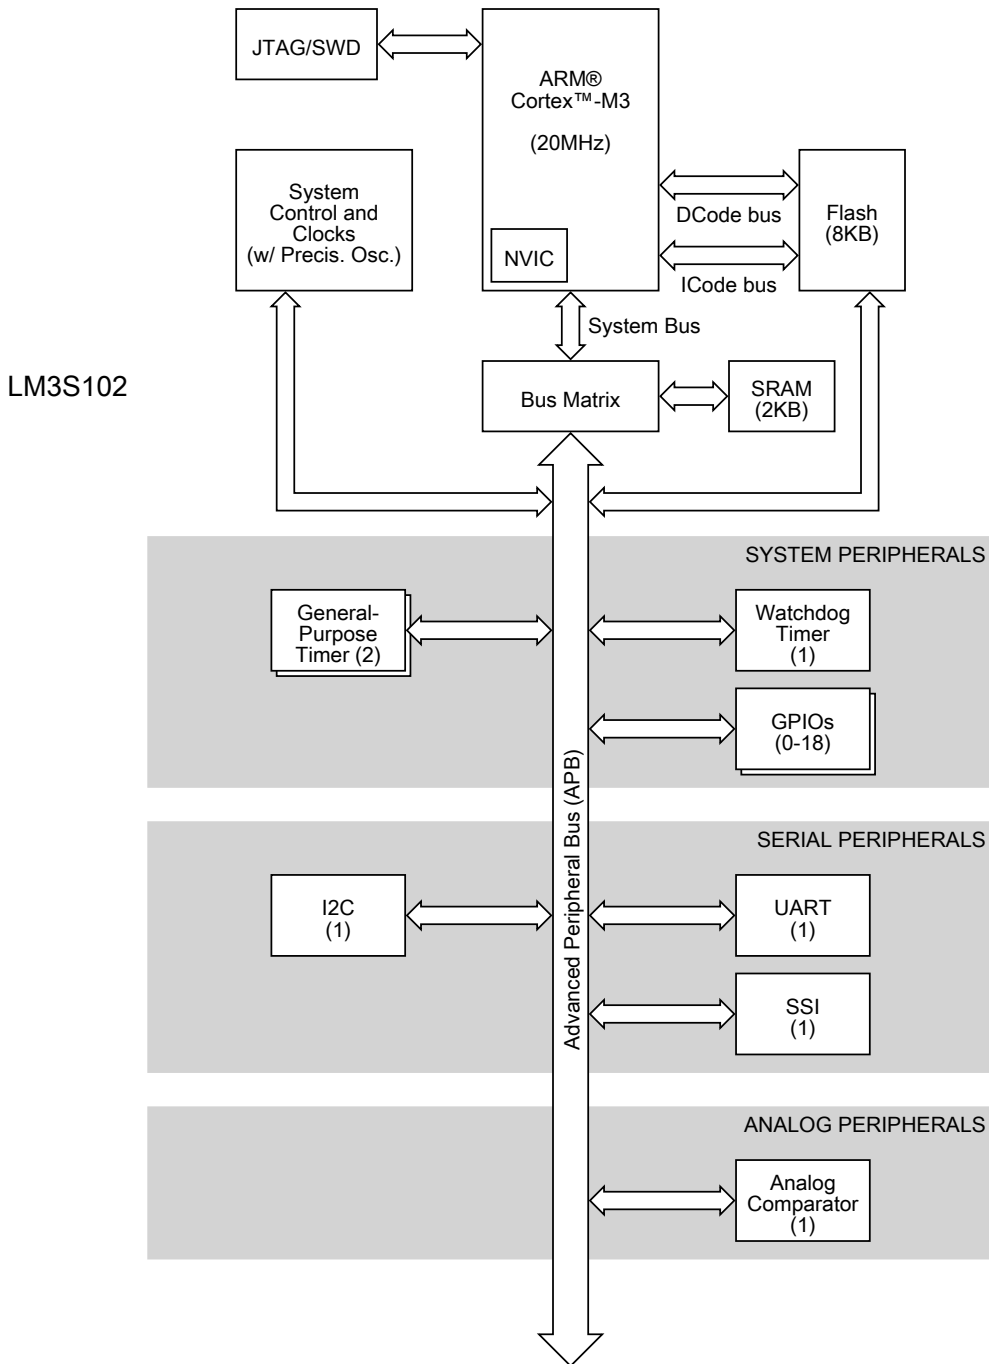 JTAG/SWD
ARM®
Cortex™-M3
(20MHz)
NVIC
System
Control and
Clocks
(w/ Precis. Osc.)
DCode bus
ICode bus
Flash
(8KB)
System Bus
LM3S102
Bus Matrix
SRAM
(2KB)
SYSTEM PERIPHERALS
General-
Purpose
Timer (2)
Watchdog
Timer
(1)
GPIOs
(0-18)
Advanced Peripheral Bus (APB)
SERIAL PERIPHERALS
I2C
(1)
UART
(1)
SSI
(1)
ANALOG PERIPHERALS
Analog
Comparator
(1)